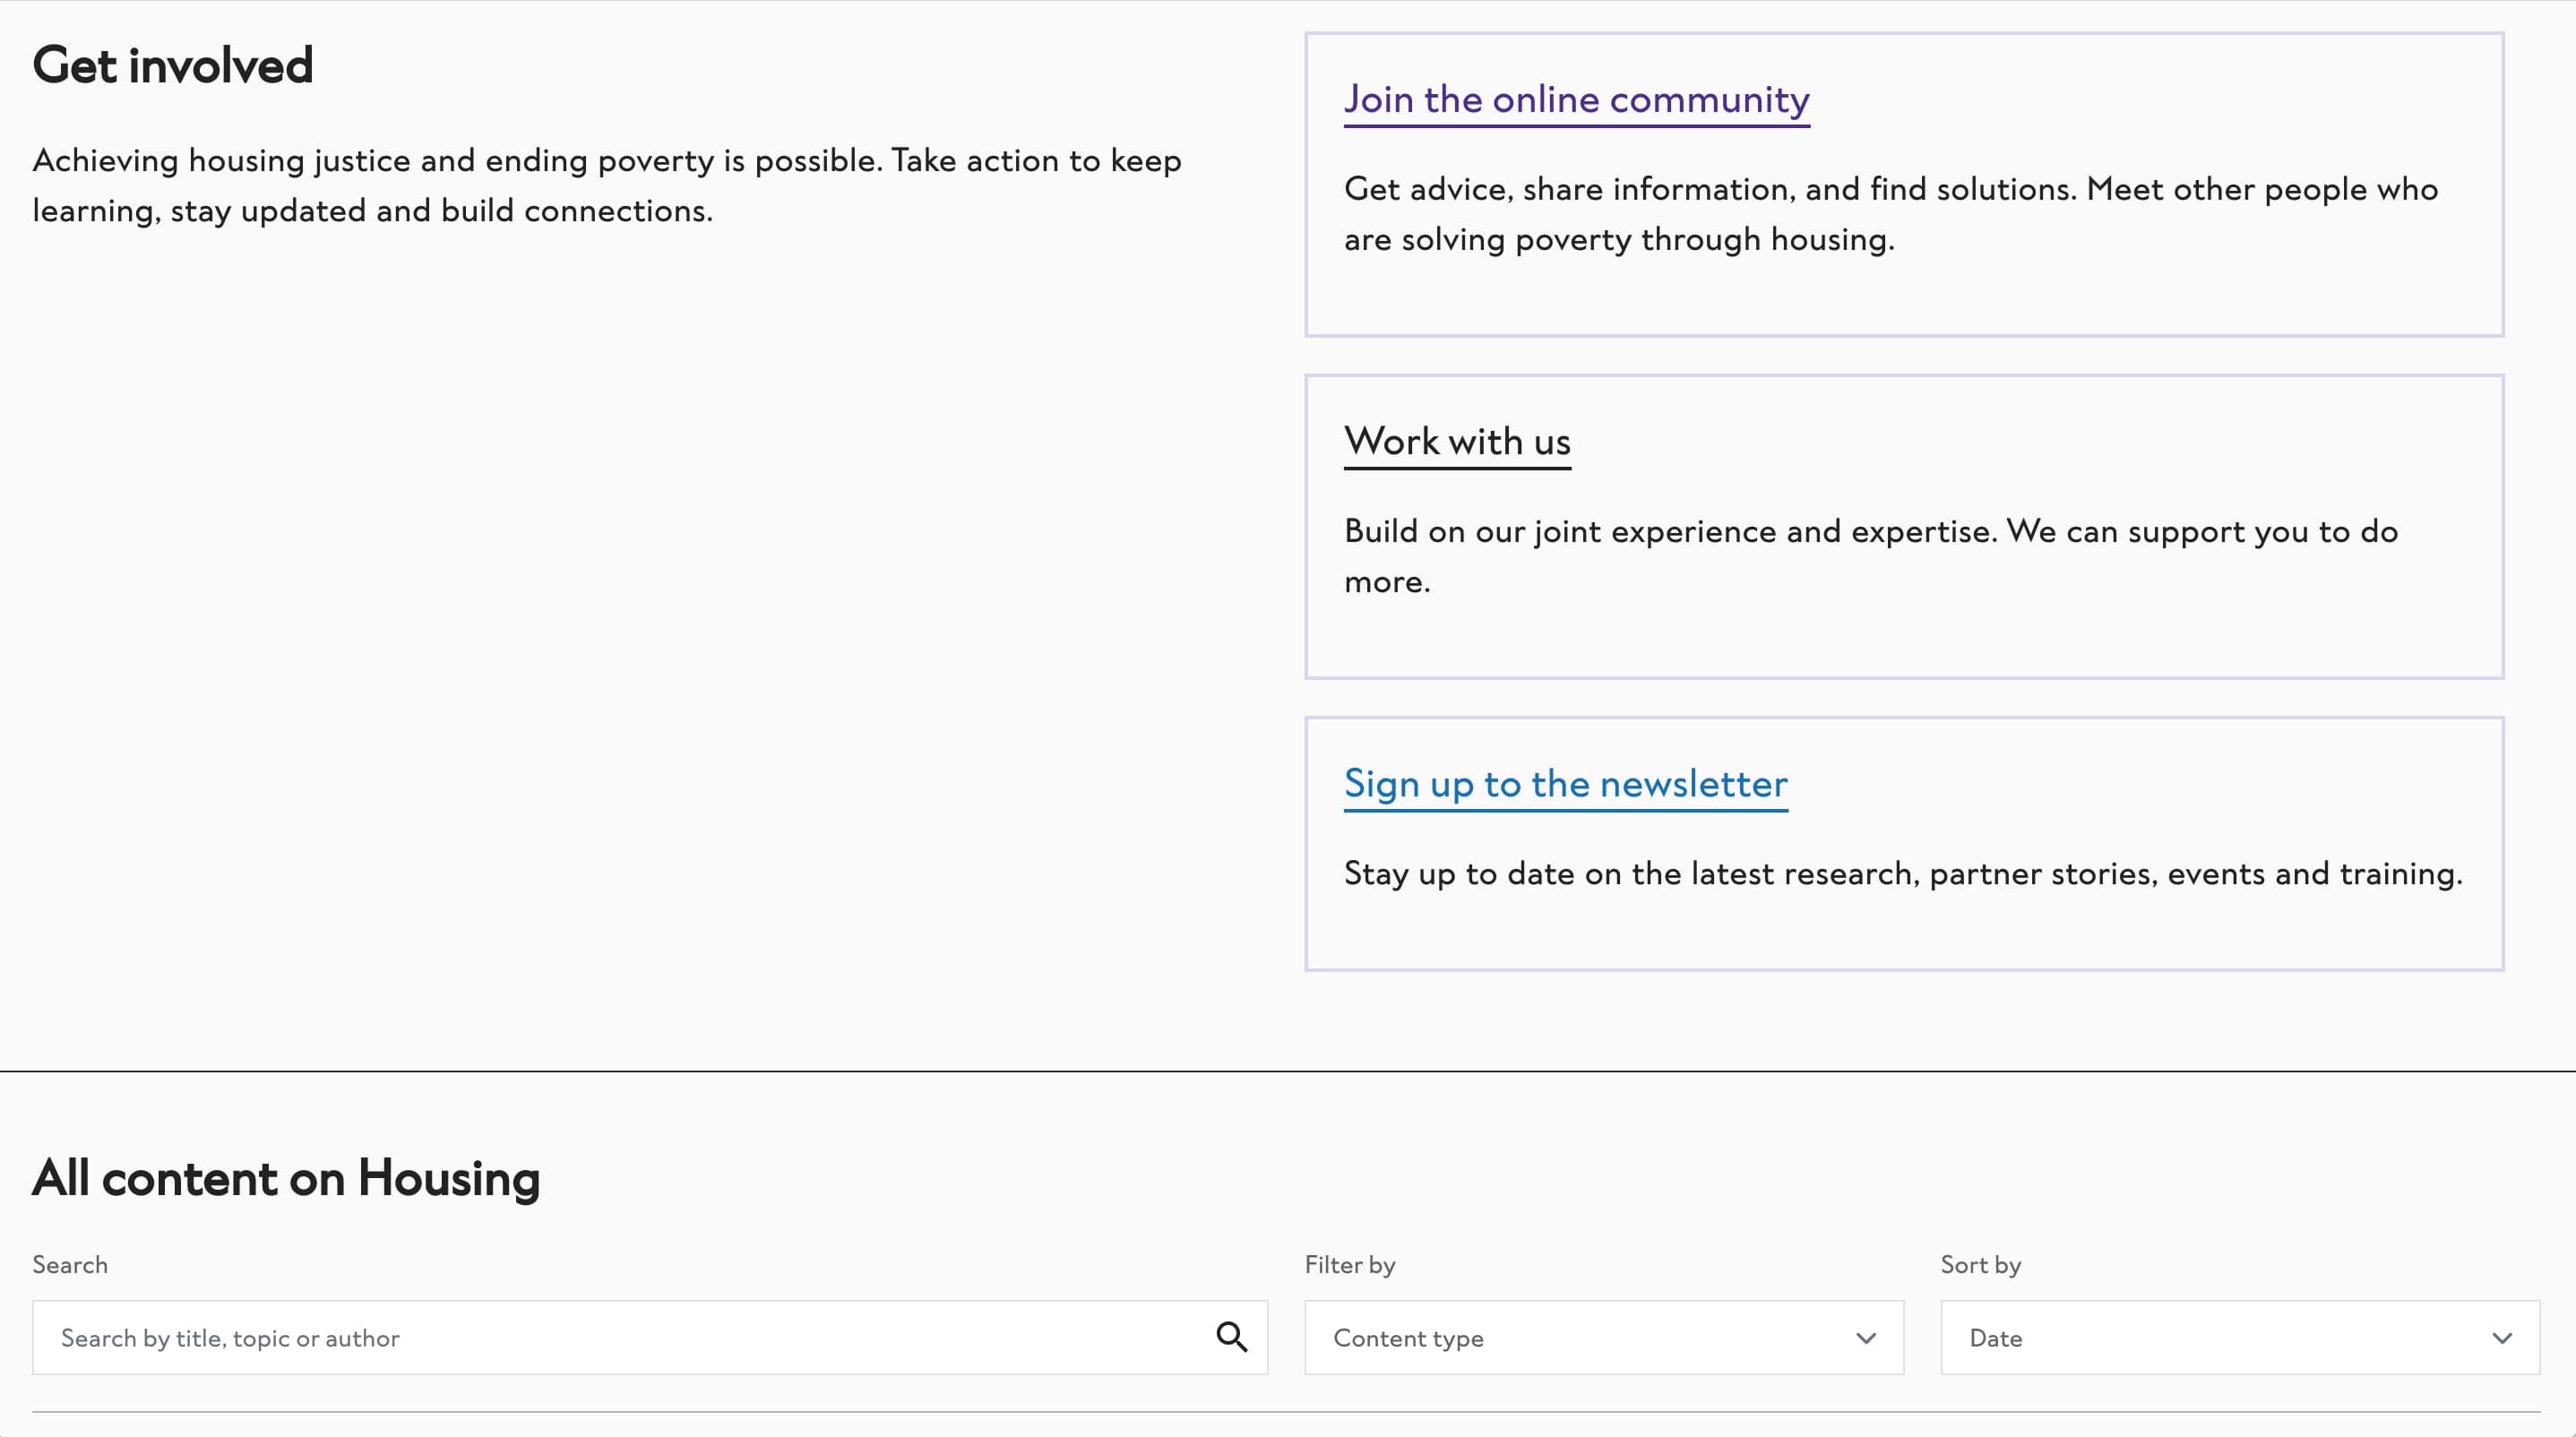 Get involved
Achieving housing justice and ending poverty is possible. Take action to keep
learning, stay updated and build connections.
Join the online community
Get advice, share information, and find solutions. Meet other people who
are solving poverty through housing.
Work with us
Build on our joint experience and expertise. We can support you to do
more.
Sign up to the newsletter
Stay up to date on the latest research, partner stories, events and training.
All content on Housing
Search
Search by title, topic or author
Filter by
Content type
Sort by
Date